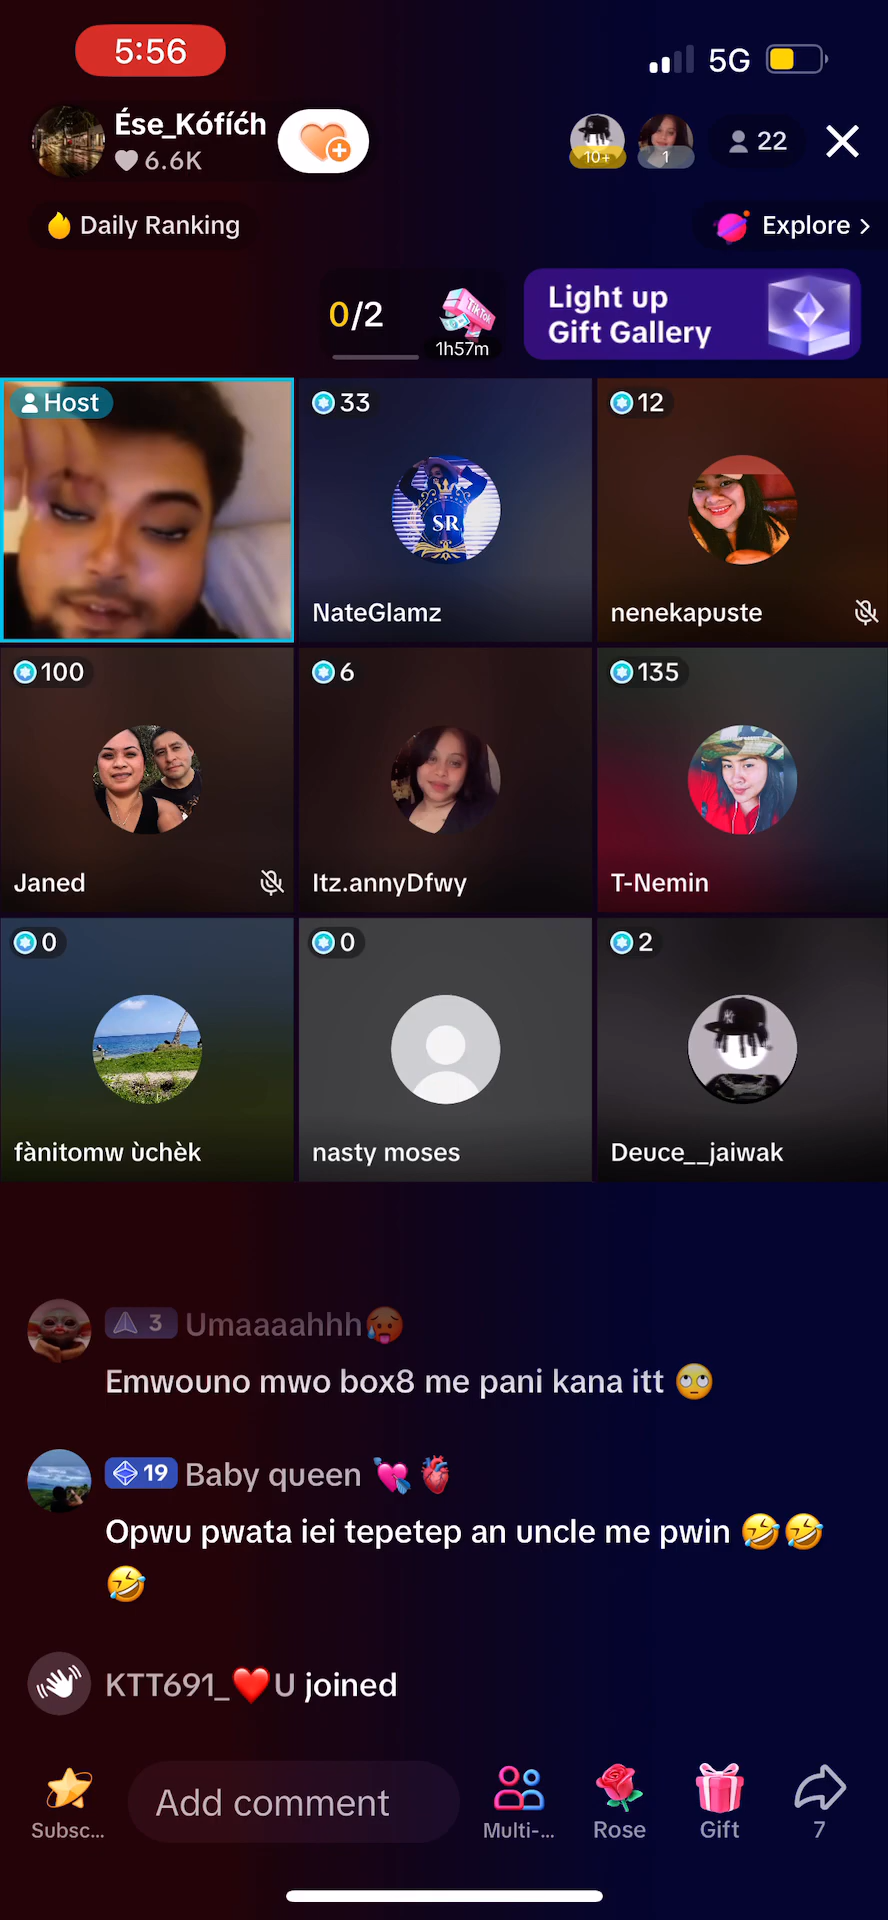 5:56
5G
Ése_Kófíćh
6.6K
10+
1
22
Daily Ranking
Explore >
0/2
TikTok
1h57m
Light up
Gift Gallery
Host
33
12
SR
NateGlamz
nenekapuste
100
6
135
Janed
Itz.annyDfwy
T-Nemin
0
0
2
fànitomw ùchèk
nasty moses
Deuce__jaiwak
3 Umaaaahhh🥵
Emwouno mwo box8 me pani kana itt 🙄
19 Baby queen 💘🫀
Opwu pwata iei tepetep an uncle me pwin 🤣🤣
🤣
KTT691_❤️U joined
Subsc...
Add comment
Multi-...
Rose
Gift
7